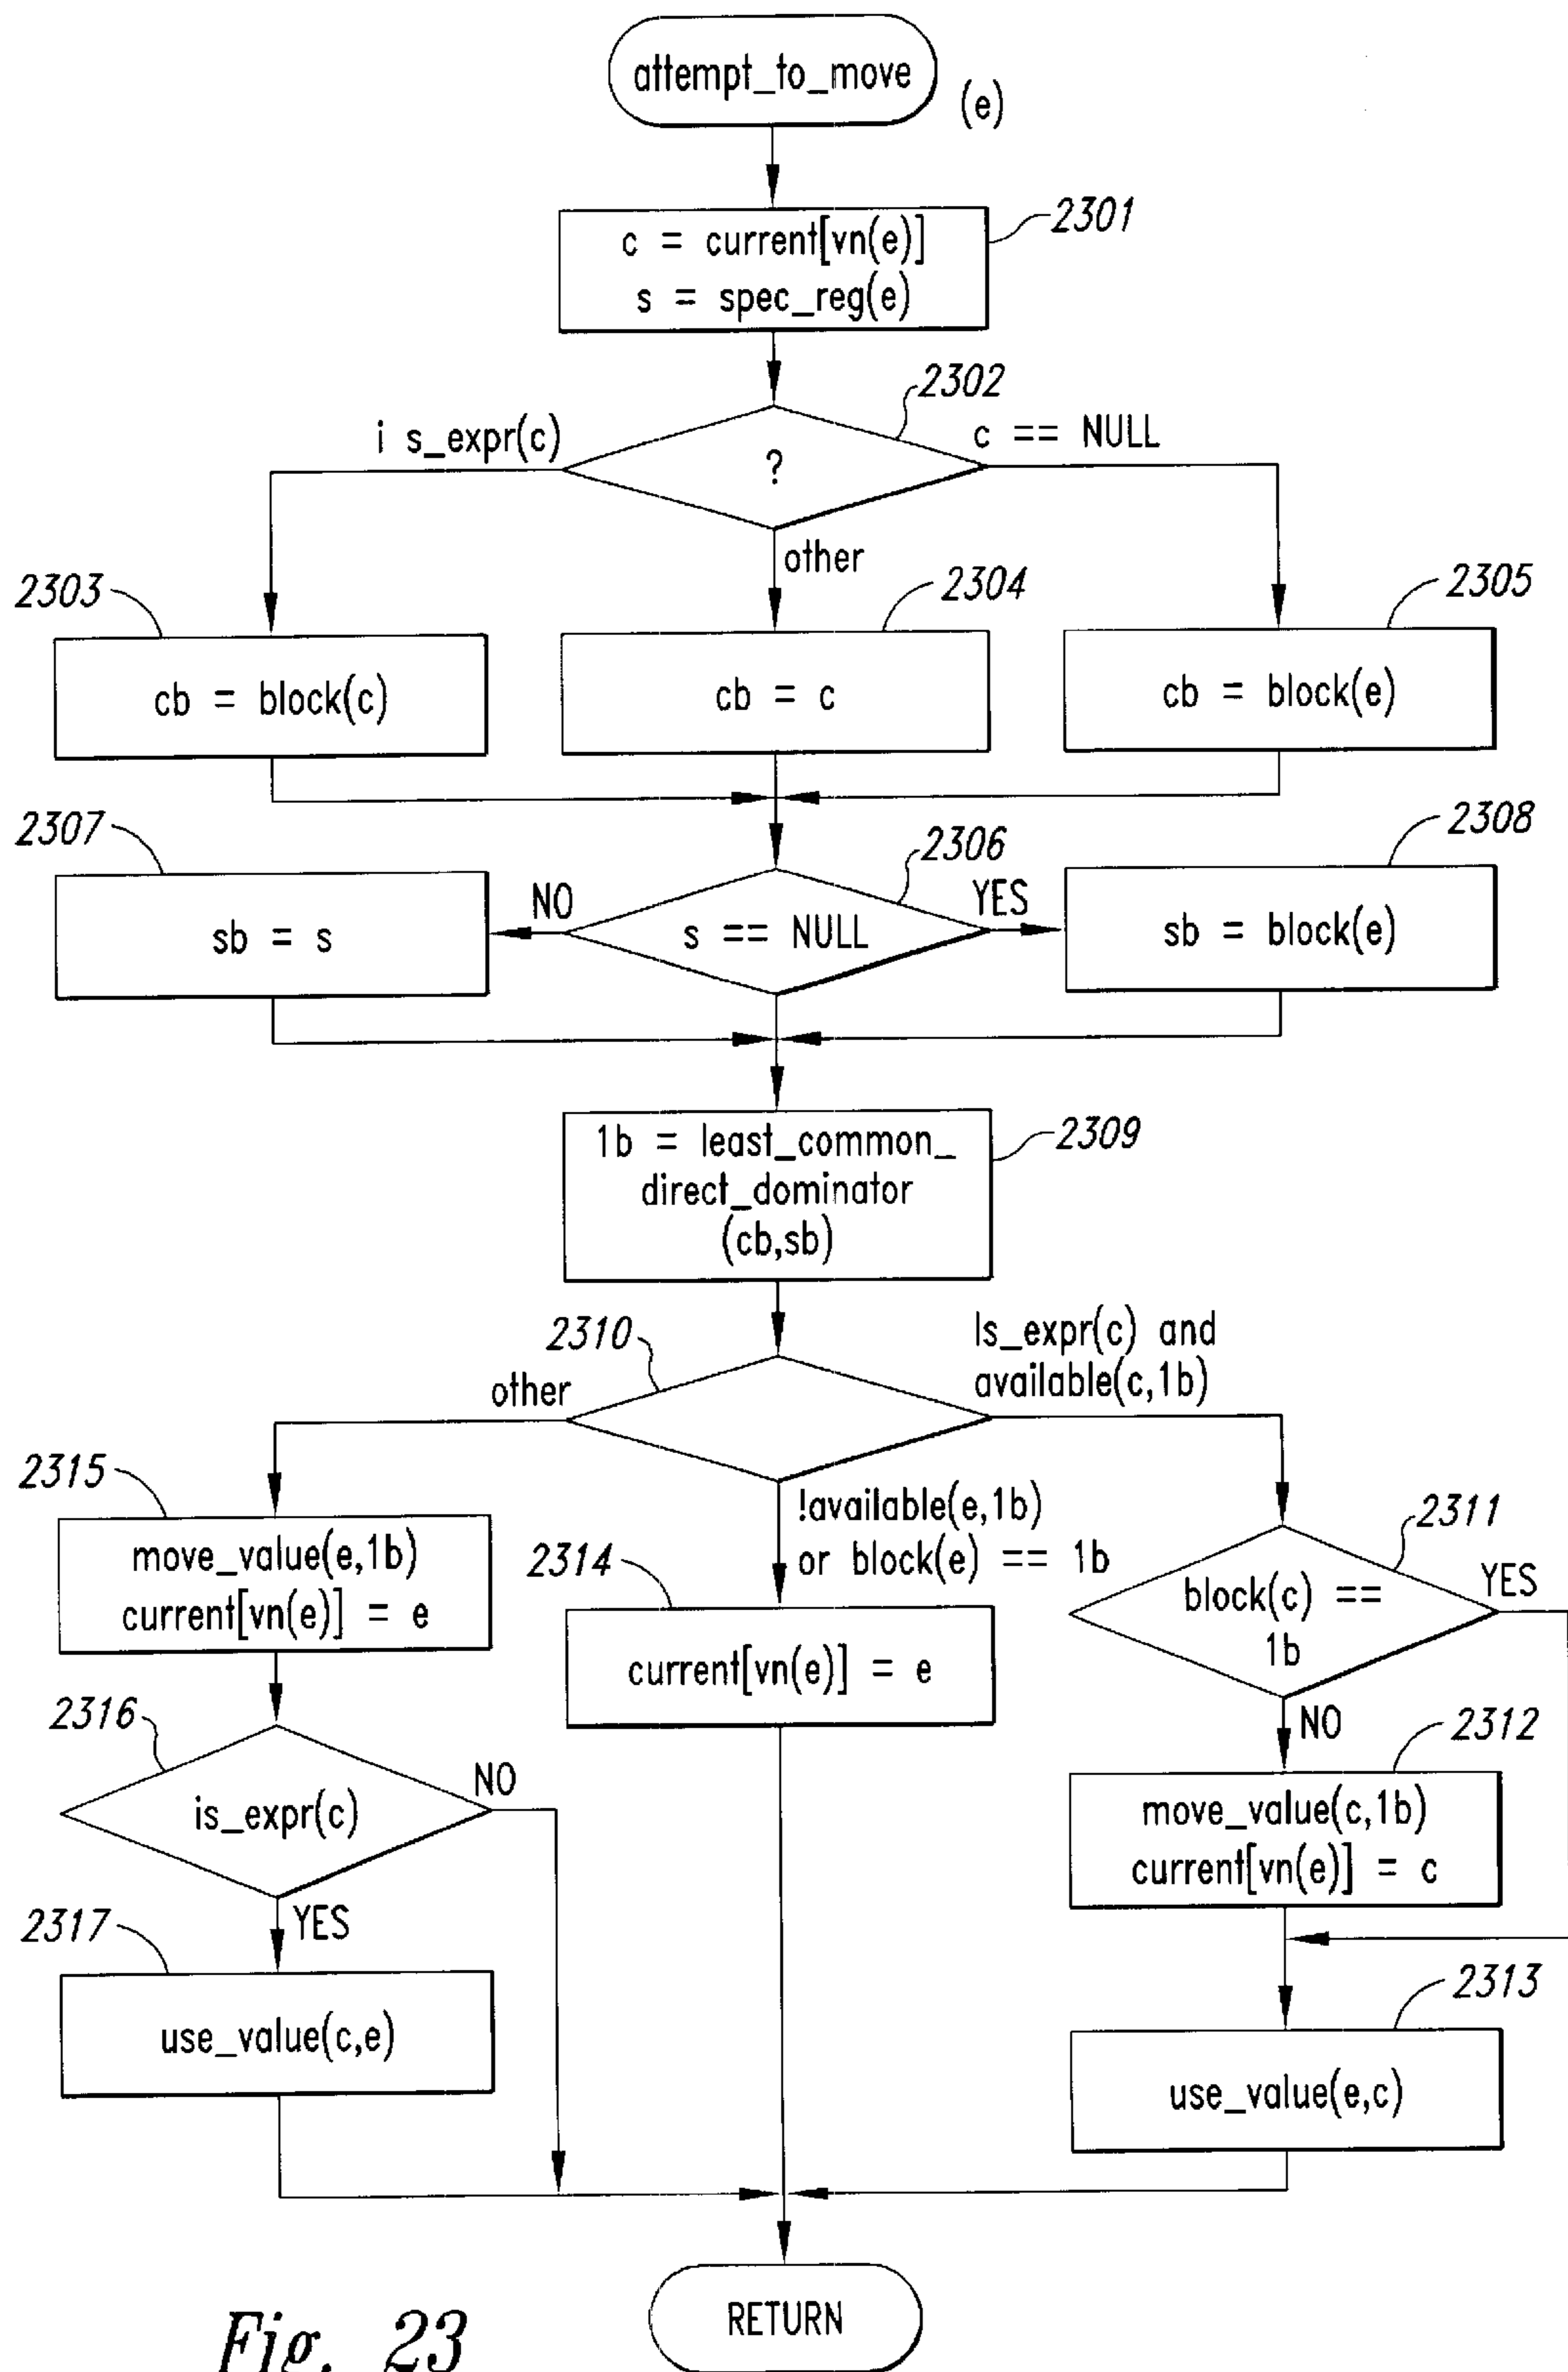 attempt_to_move
(e)
2301
c = current[vn(e)]
s = spec_reg(e)
2302
i s_expr(c)
c == NULL
?
other
2303
2304
2305
cb = block(c)
cb = c
cb = block(e)
2307
2306
2308
NO
YES
sb = s
s == NULL
sb = block(e)
2309
1b = least_common_
direct_dominator
(cb,sb)
2310
other
Is_expr(c) and
available(c,1b)
2315
move_value(e,1b)
current[vn(e)] = e
!available(e,1b)
or block(e) == 1b
2314
current[vn(e)] = e
2311
block(c) ==
1b
YES
NO
2316
is_expr(c)
NO
YES
2312
move_value(c,1b)
current[vn(e)] = c
2317
use_value(c,e)
2313
use_value(e,c)
RETURN
Fig. 23